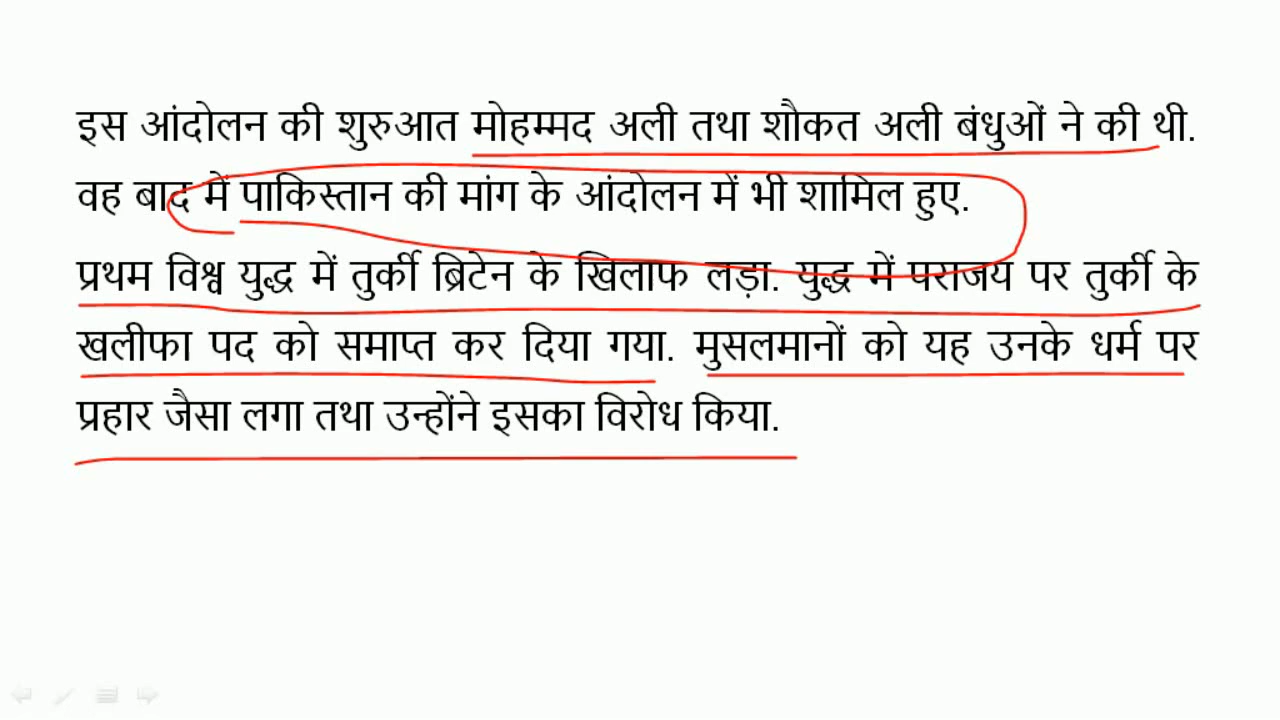 इस आंदोलन की शुरुआत मोहम्मद अली तथा शौकत अली बंधुओं ने की थी.
वह बाद में पाकिस्तान की मांग के आंदोलन में भी शामिल हुए.
प्रथम विश्व युद्ध में तुर्की ब्रिटेन के खिलाफ लड़ा. युद्ध में पराजय पर तुर्की के
खलीफा पद को समाप्त कर दिया गया. मुसलमानों को यह उनके धर्म पर
प्रहार जैसा लगा तथा उन्होंने इसका विरोध किया.